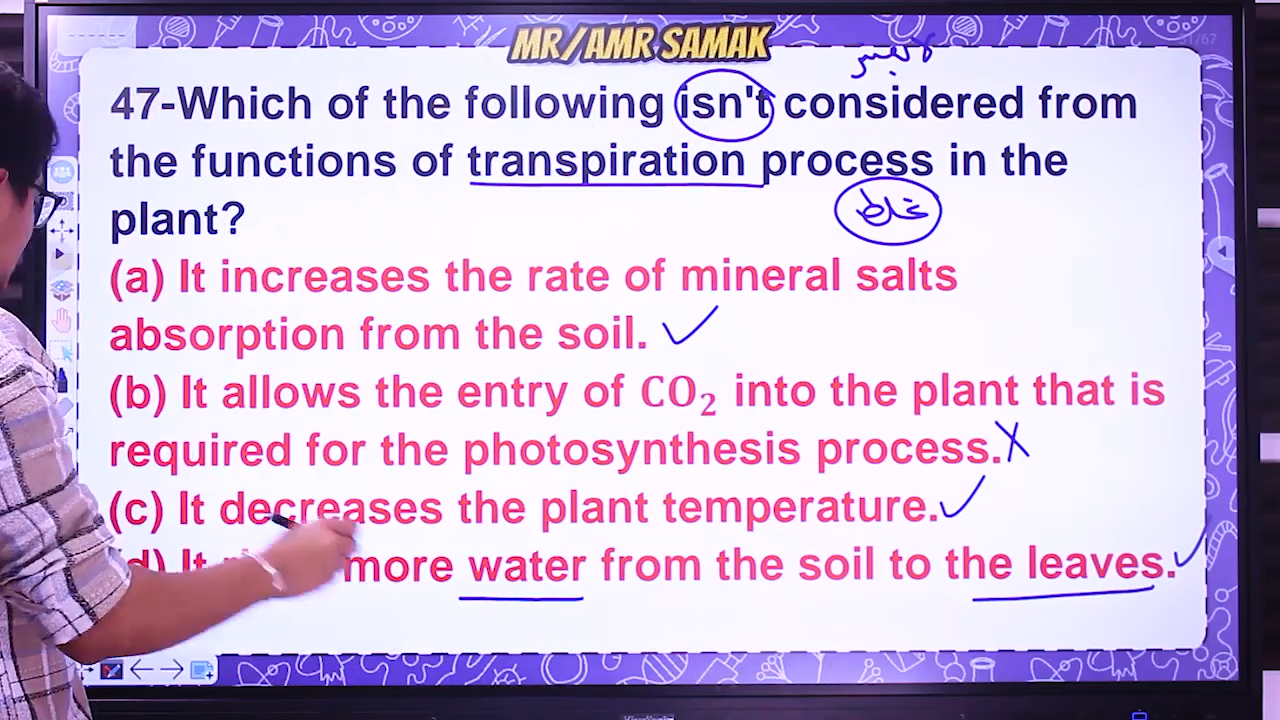 MR/AMR SAMAK
ليس
47-Which of the following isn't considered from
the functions of transpiration process in the
plant?
غلط
(a) It increases the rate of mineral salts
absorption from the soil.
(b) It allows the entry of CO₂ into the plant that is
required for the photosynthesis process.
(c) It decreases the plant temperature.
(d) It more water from the soil to the leaves.